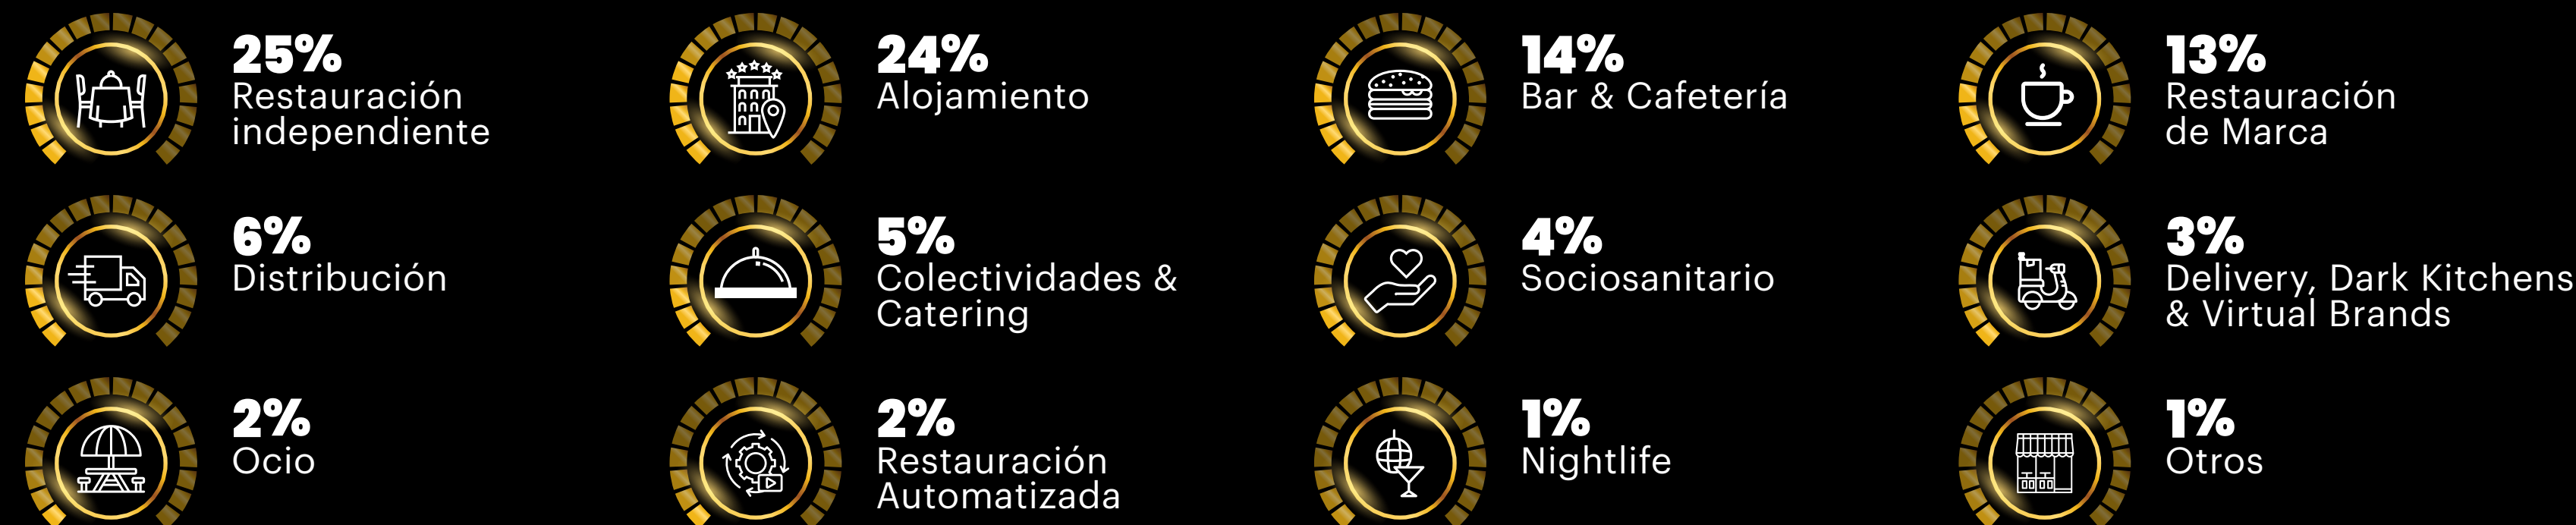 25%
Restauración
independiente
24%
Alojamiento
14%
Bar & Cafetería
13%
Restauración
de Marca
6%
Distribución
5%
Colectividades &
Catering
4%
Sociosanitario
3%
Delivery, Dark Kitchens
& Virtual Brands
2%
Ocio
2%
Restauración
Automatizada
1%
Nightlife
1%
Otros